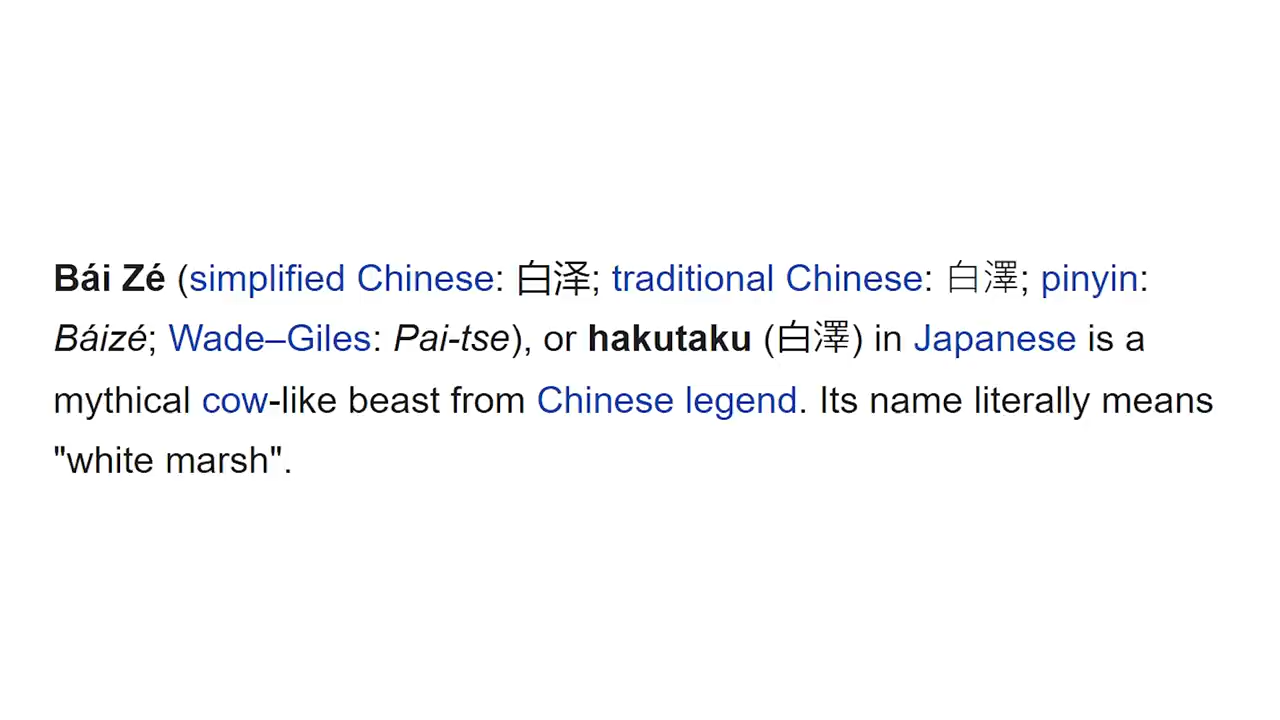 Bái Zé (simplified Chinese: 白泽; traditional Chinese: 白澤; pinyin:
Báizé; Wade–Giles: Pai-tse), or hakutaku (白澤) in Japanese is a
mythical cow-like beast from Chinese legend. Its name literally means
"white marsh".